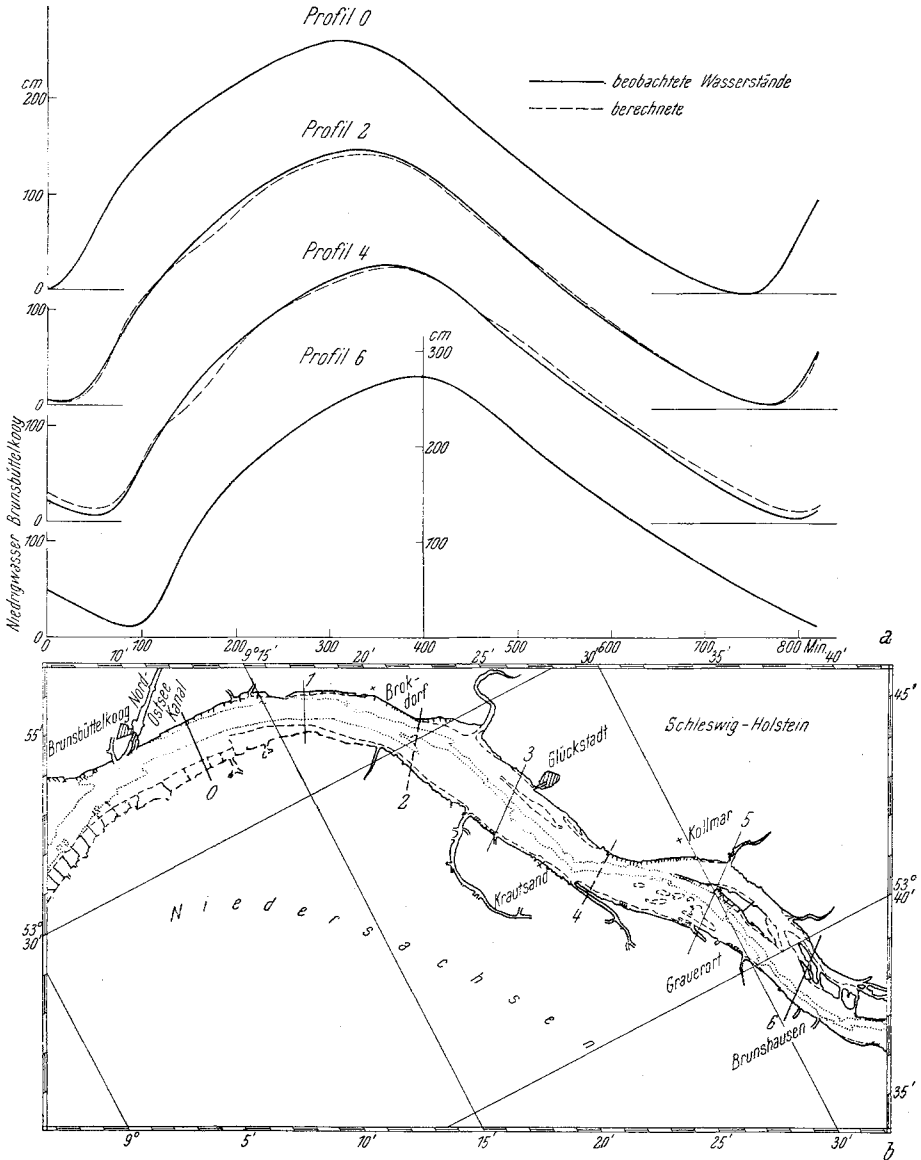 Profil 0
cm
200
beobachtete Wasserstände
berechnete
Profil 2
100
0
Profil 4
100
cm
300
Profil 6
0
200
100
0
100
100
Niedrigwasser Brunsbüttelkoog
0
0 100 200 300 400 500 600 700 800 Min.
a
10' 9° 15' 20' 25' 30' 35' 40'
45'
Schleswig-Holstein
Brunsbüttelkoog
Nord-
Ostsee
Kanal
1
Brok-
dorf
55'
0
2
3
Glückstadt
5
Kollmar
53°
40'
Krautsand
4
Niedersachsen
53°
30'
Grauerort
6
Brunshausen
35'
9° 5' 10' 15' 20' 25' 30'
b